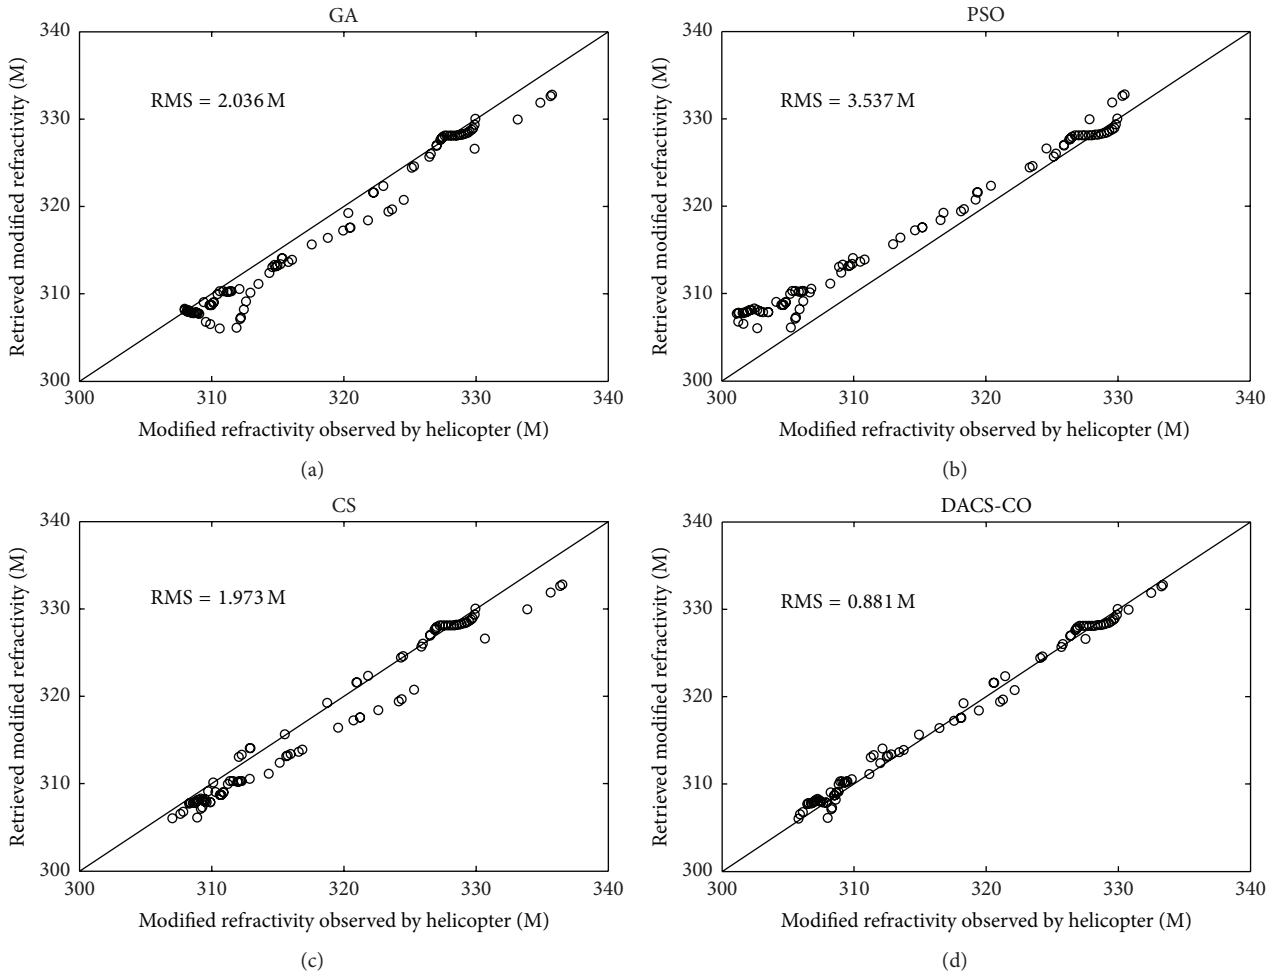 GA
340
330
320
310
300
300 310 320 330 340
RMS = 2.036 M
Retrieved modified refractivity (M)
Modified refractivity observed by helicopter (M)
(a)
PSO
340
330
320
310
300
300 310 320 330 340
RMS = 3.537 M
Retrieved modified refractivity (M)
Modified refractivity observed by helicopter (M)
(b)
CS
340
330
320
310
300
300 310 320 330 340
RMS = 1.973 M
Retrieved modified refractivity (M)
Modified refractivity observed by helicopter (M)
(c)
DACS-CO
340
330
320
310
300
300 310 320 330 340
RMS = 0.881 M
Retrieved modified refractivity (M)
Modified refractivity observed by helicopter (M)
(d)